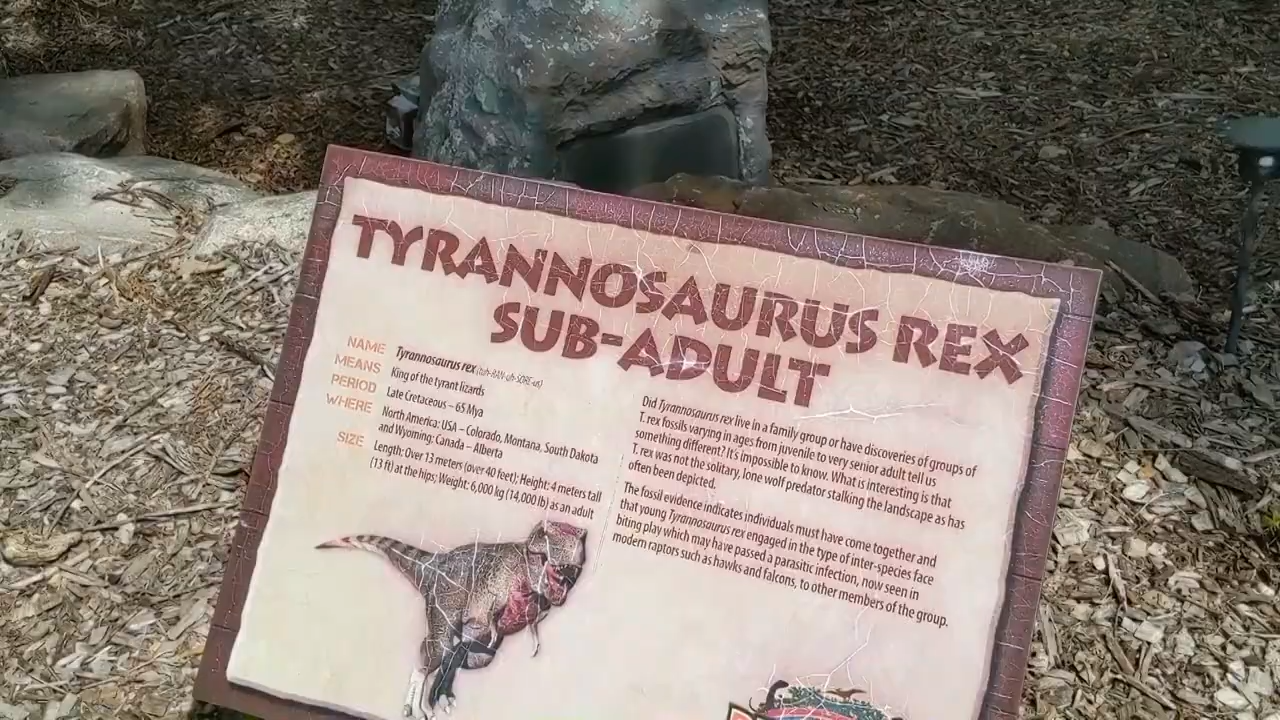 TYRANNOSAURUS REX
SUB-ADULT
NAME Tyrannosaurus rex (tuh-RAN-uh-SORE-us)
MEANS King of the tyrant lizards
PERIOD Late Cretaceous – 65 Mya
WHERE North America: USA – Colorado, Montana, South Dakota
and Wyoming; Canada – Alberta
SIZE Length: Over 13 meters (over 40 feet); Height: 4 meters tall
(13 ft) at the hips; Weight: 6,000 kg (14,000 lb) as an adult
Did Tyrannosaurus rex live in a family group or have discoveries of groups of
T. rex fossils varying in ages from juvenile to very senior adult tell us
something different? It's impossible to know. What is interesting is that
T. rex was not the solitary, lone wolf predator stalking the landscape as has
often been depicted.
The fossil evidence indicates individuals must have come together and
that young Tyrannosaurus rex engaged in the type of inter-species face
biting play which may have passed a parasitic infection, now seen in
modern raptors such as hawks and falcons, to other members of the group.